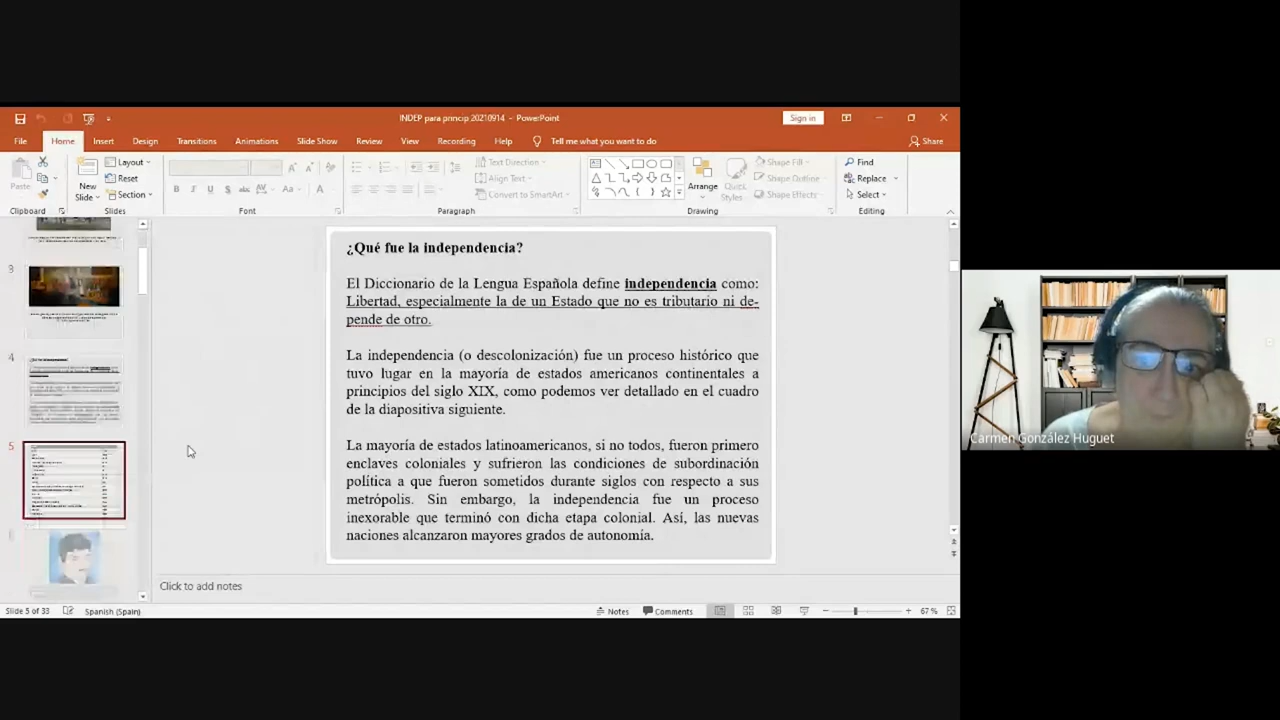 INDEP para princip 20210914 - PowerPoint
Sign in
File Home Insert Design Transitions Animations Slide Show Review View Recording Help Tell me what you want to do Share
Paste
New
Slide
Layout
Reset
Section
Text Direction
Align Text
Convert to SmartArt
Arrange
Quick
Styles
Shape Fill
Shape Outline
Shape Effects
Find
Replace
Select
Clipboard Slides Font Paragraph Drawing Editing
3
4
5
¿Qué fue la independencia?
El Diccionario de la Lengua Española define independencia como:
Libertad, especialmente la de un Estado que no es tributario ni de-
pende de otro.
La independencia (o descolonización) fue un proceso histórico que
tuvo lugar en la mayoría de estados americanos continentales a
principios del siglo XIX, como podemos ver detallado en el cuadro
de la diapositiva siguiente.
La mayoría de estados latinoamericanos, si no todos, fueron primero
enclaves coloniales y sufrieron las condiciones de subordinación
política a que fueron sometidos durante siglos con respecto a sus
metrópolis. Sin embargo, la independencia fue un proceso
inexorable que terminó con dicha etapa colonial. Así, las nuevas
naciones alcanzaron mayores grados de autonomía.
Click to add notes
Slide 5 of 33 Spanish (Spain) Notes Comments 67 %
Carmen González Huguet